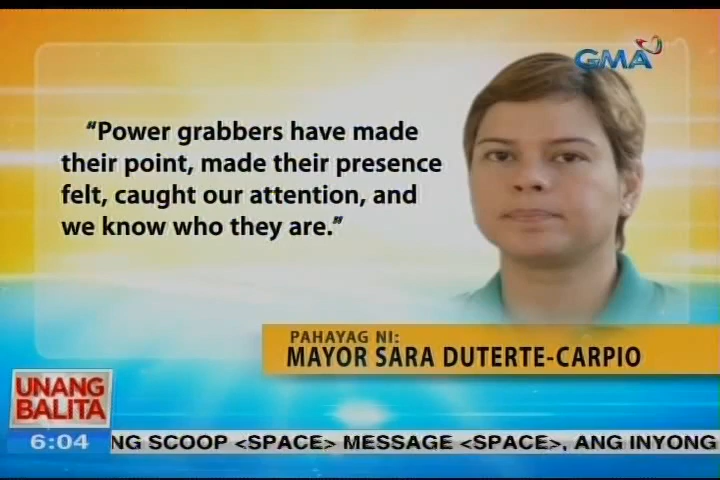 GMA
“Power grabbers have made
their point, made their presence
felt, caught our attention, and
we know who they are.”
PAHAYAG NI:
MAYOR SARA DUTERTE-CARPIO
UNANG
BALITA
6:04
NG SCOOP <SPACE> MESSAGE <SPACE>, ANG INYONG